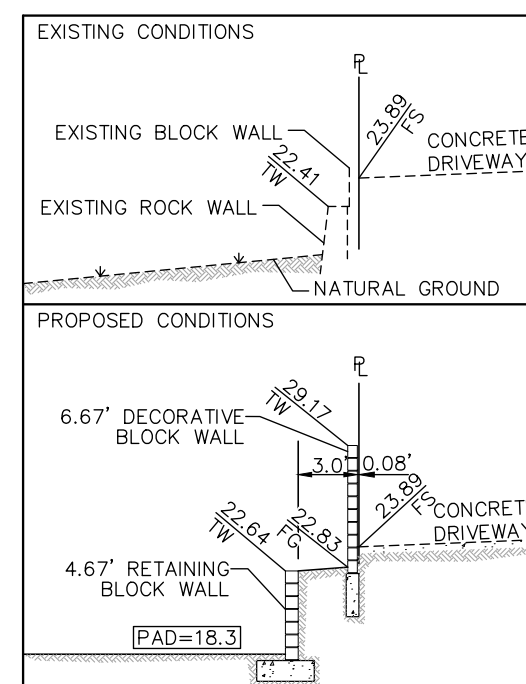 EXISTING CONDITIONS
PL
23.89
FS
EXISTING BLOCK WALL
CONCRETE
DRIVEWAY
22.41
TW
EXISTING ROCK WALL
NATURAL GROUND
PROPOSED CONDITIONS
PL
29.17
TW
6.67' DECORATIVE
BLOCK WALL
3.0'
0.08'
23.89
FS
22.64
TW
22.83
FG
CONCRET
DRIVEWAY
4.67' RETAINING
BLOCK WALL
PAD=18.3